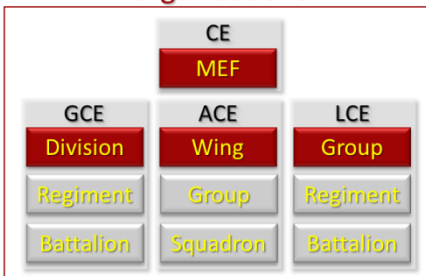 CE
MEF
GCE ACE LCE
Division Wing Group
Regiment Group Regiment
Battalion Squadron Battalion